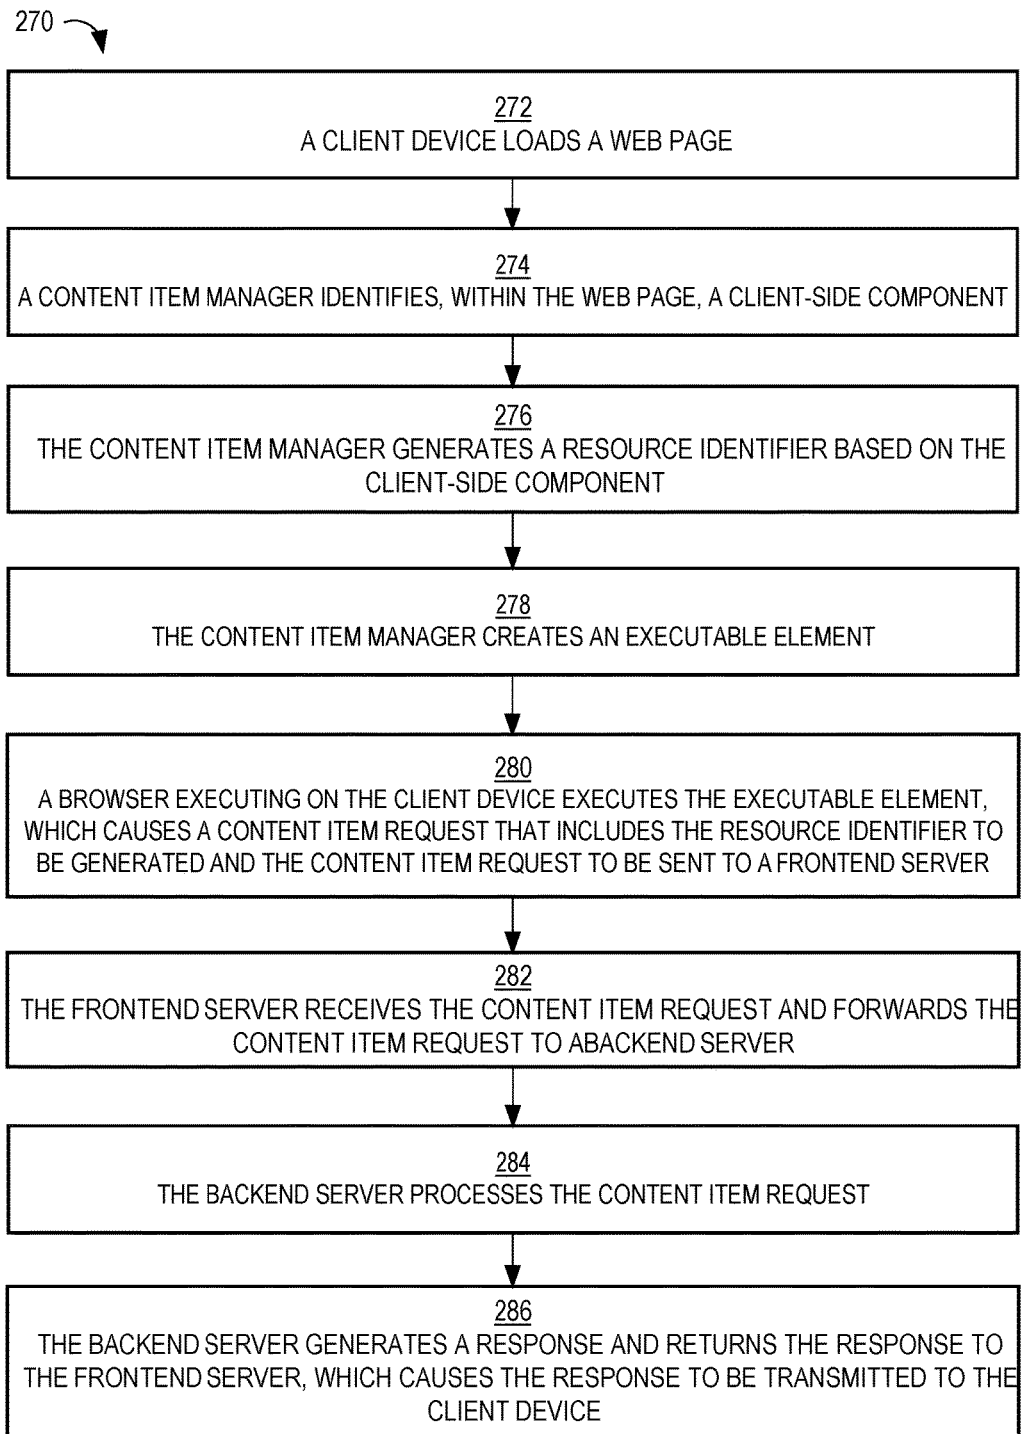 270
272
A CLIENT DEVICE LOADS A WEB PAGE
274
A CONTENT ITEM MANAGER IDENTIFIES, WITHIN THE WEB PAGE, A CLIENT-SIDE COMPONENT
276
THE CONTENT ITEM MANAGER GENERATES A RESOURCE IDENTIFIER BASED ON THE
CLIENT-SIDE COMPONENT
278
THE CONTENT ITEM MANAGER CREATES AN EXECUTABLE ELEMENT
280
A BROWSER EXECUTING ON THE CLIENT DEVICE EXECUTES THE EXECUTABLE ELEMENT,
WHICH CAUSES A CONTENT ITEM REQUEST THAT INCLUDES THE RESOURCE IDENTIFIER TO
BE GENERATED AND THE CONTENT ITEM REQUEST TO BE SENT TO A FRONTEND SERVER
282
THE FRONTEND SERVER RECEIVES THE CONTENT ITEM REQUEST AND FORWARDS THE
CONTENT ITEM REQUEST TO ABACKEND SERVER
284
THE BACKEND SERVER PROCESSES THE CONTENT ITEM REQUEST
286
THE BACKEND SERVER GENERATES A RESPONSE AND RETURNS THE RESPONSE TO
THE FRONTEND SERVER, WHICH CAUSES THE RESPONSE TO BE TRANSMITTED TO THE
CLIENT DEVICE